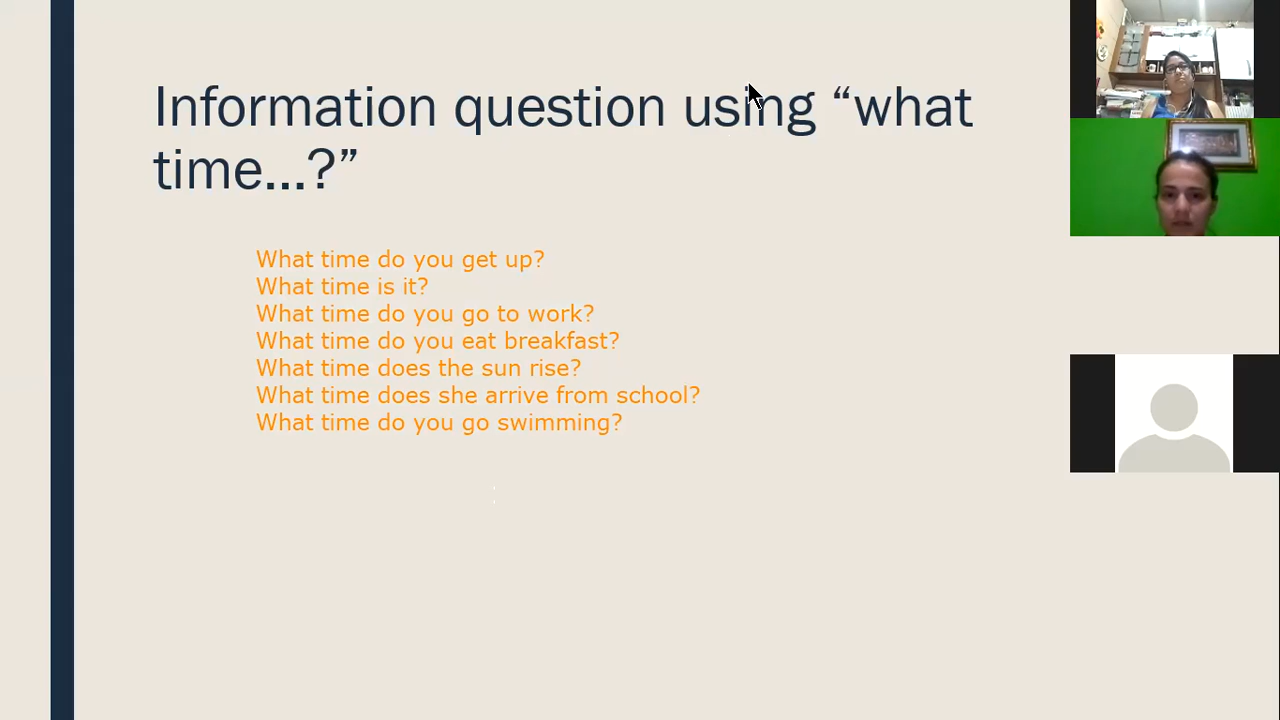 Information question using “what
time...?”
What time do you get up?
What time is it?
What time do you go to work?
What time do you eat breakfast?
What time does the sun rise?
What time does she arrive from school?
What time do you go swimming?